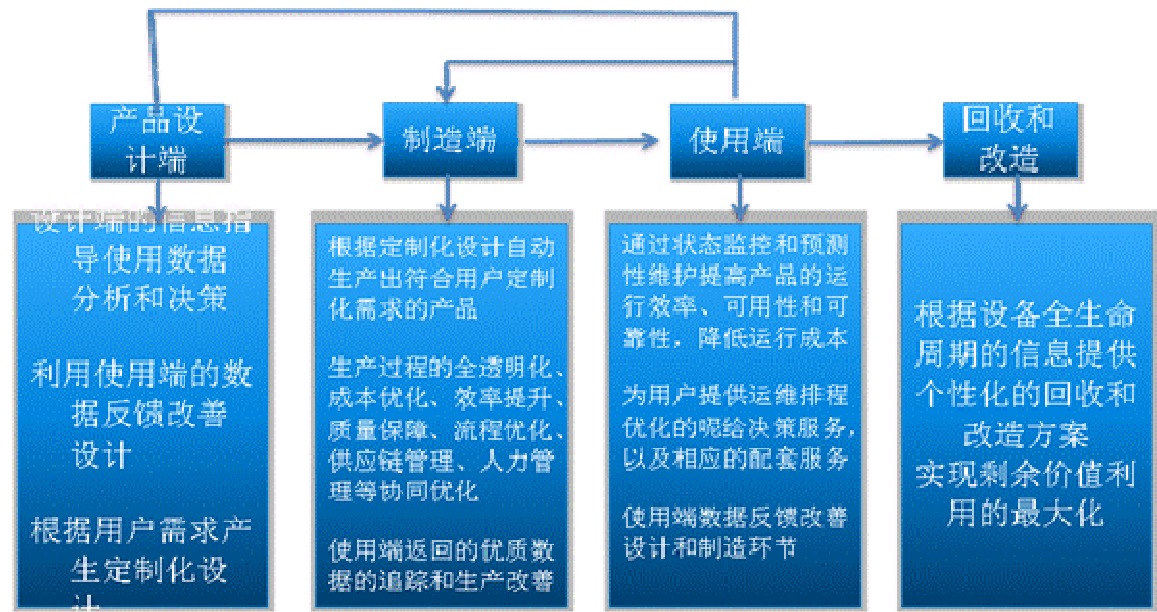 产品设
计端
制造端
使用端
回收和
改造
设计端的信息指
导使用数据
分析和决策
利用使用端的数
据反馈改善
设计
根据用户需求产
生定制化设
计
根据定制化设计自动
生产出符合用户定制
化需求的产品
生产过程的全透明化、
成本优化、效率提升、
质量保障、流程优化、
供应链管理、人力管
理等协同优化
使用端返回的优质数
据的追踪和生产改善
通过状态监控和预测
性维护提高产品的运
行效率、可用性和可
靠性，降低运行成本
为用户提供运维排程
优化的呢给决策服务，
以及相应的配套服务
使用端数据反馈改善
设计和制造环节
根据设备全生命
周期的信息提供
个性化的回收和
改造方案
实现剩余价值利
用的最大化